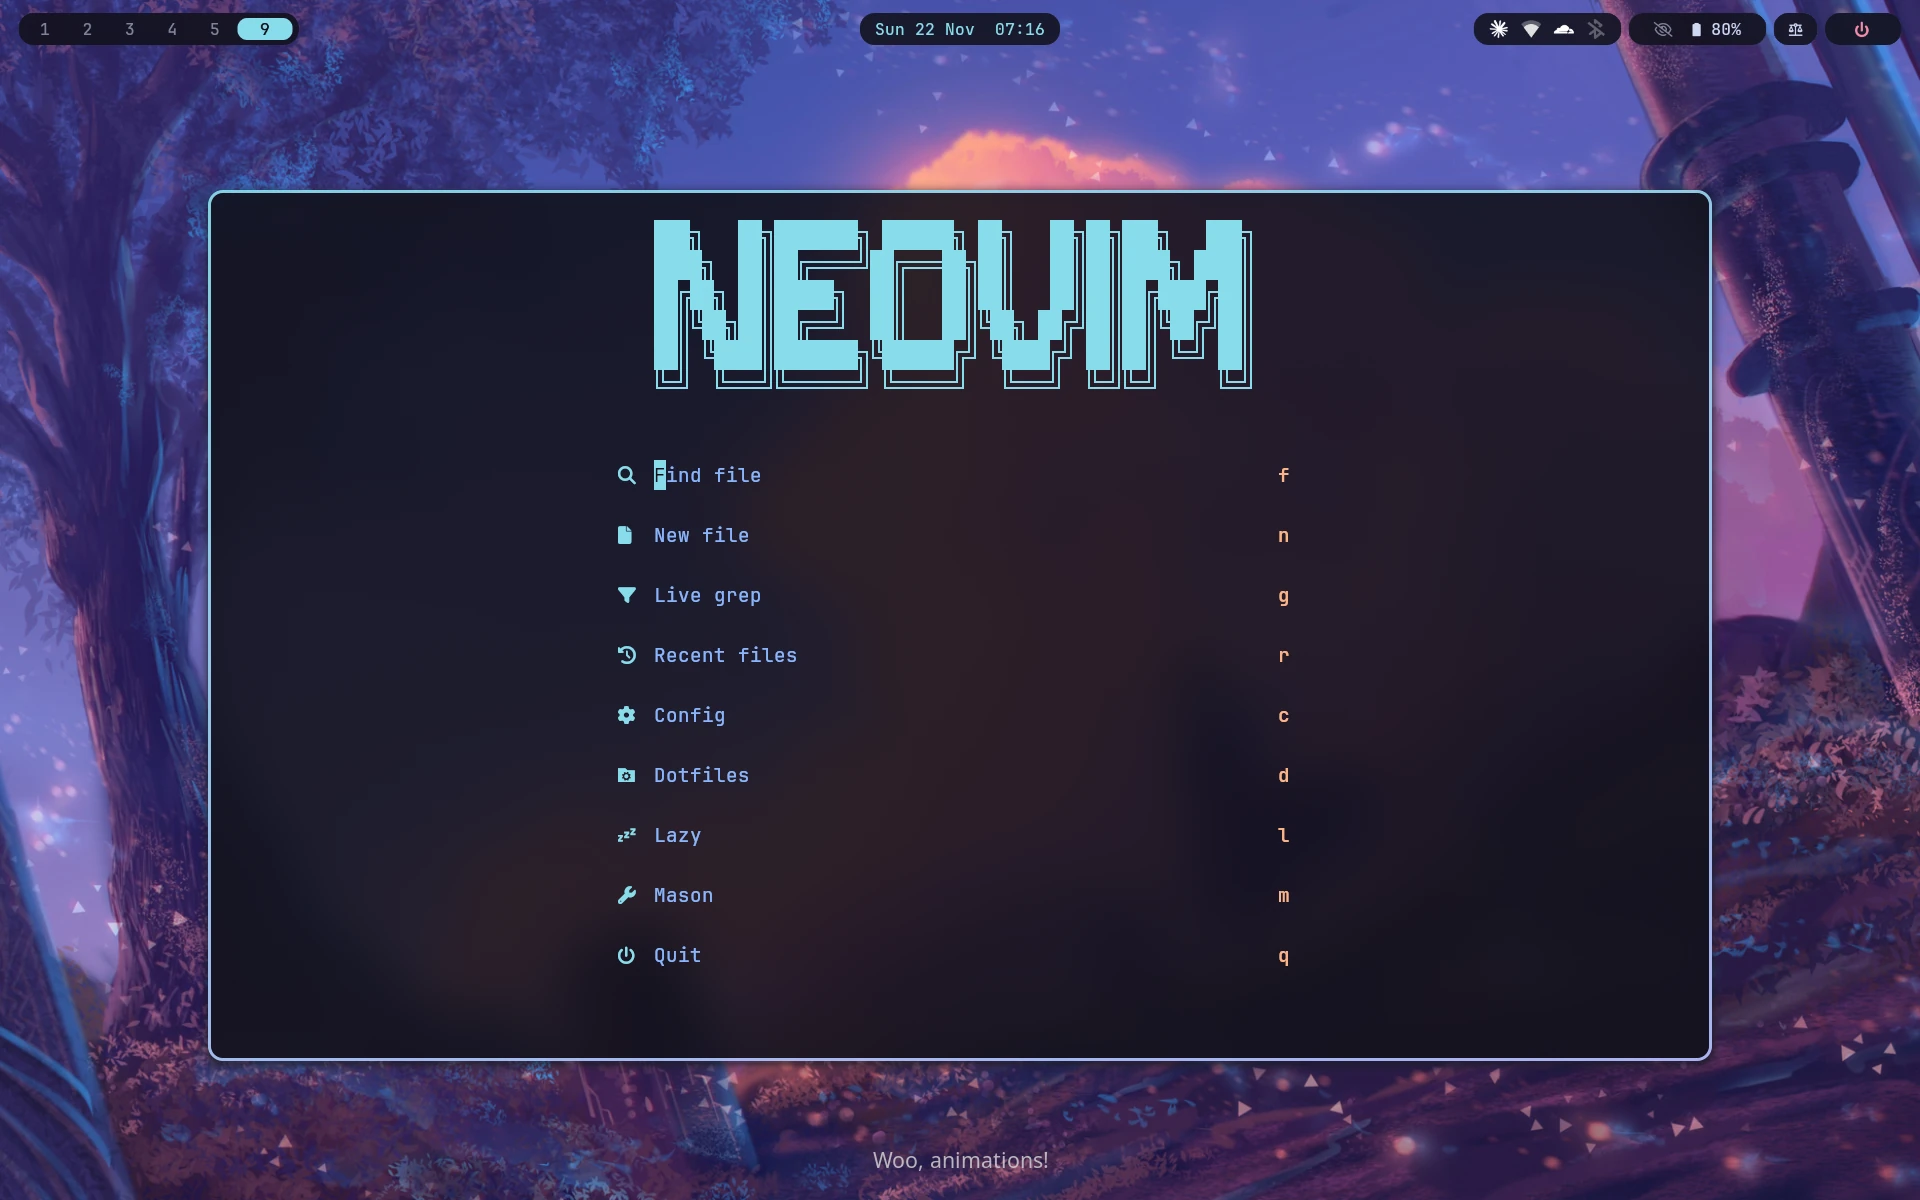 1 2 3 4 5 9
Sun 22 Nov 07:16
80%
NEOVIM
Find file f
New file n
Live grep g
Recent files r
Config c
Dotfiles d
Lazy l
Mason m
Quit q
Woo, animations!